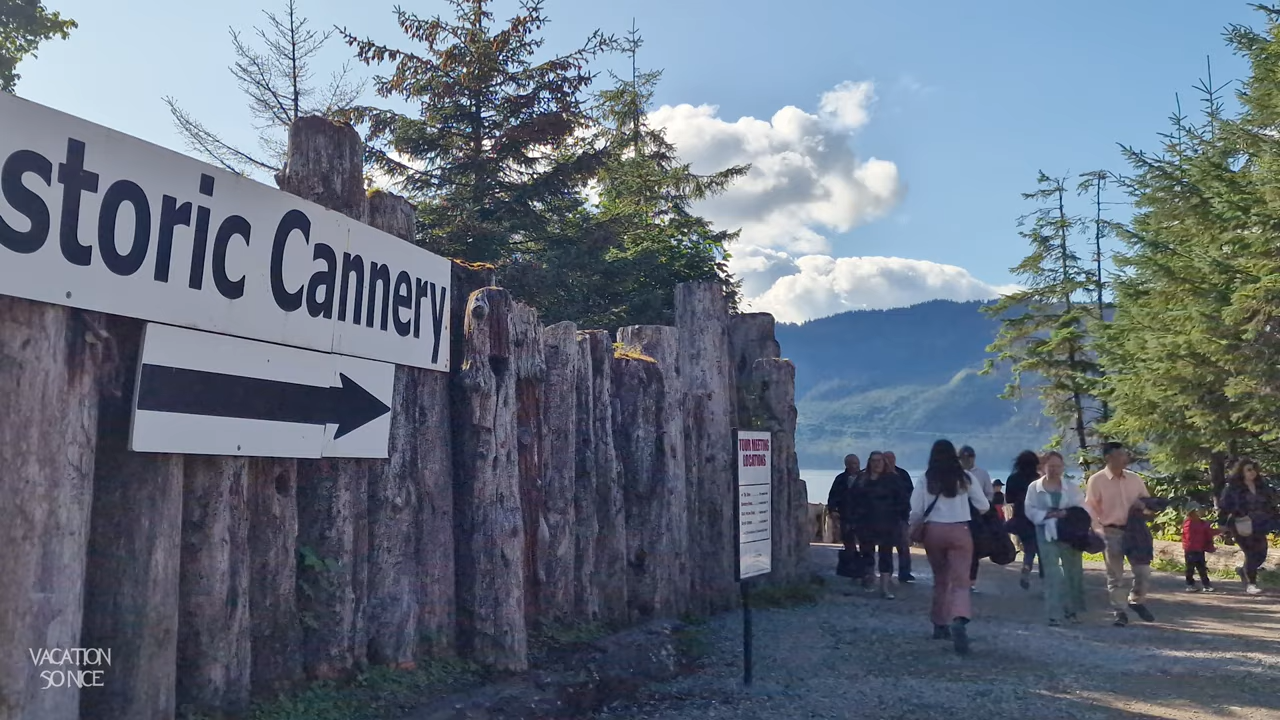 storic Cannery
TOUR MEETING
LOCATIONS
VACATION
SO NICE